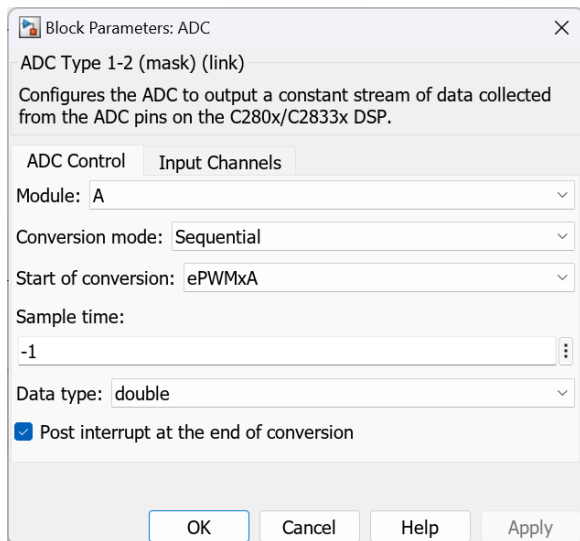 Block Parameters: ADC
ADC Type 1-2 (mask) (link)
Configures the ADC to output a constant stream of data collected
from the ADC pins on the C280x/C2833x DSP.
ADC Control Input Channels
Module: A
Conversion mode: Sequential
Start of conversion: ePWMxA
Sample time:
-1
Data type: double
Post interrupt at the end of conversion
OK Cancel Help Apply